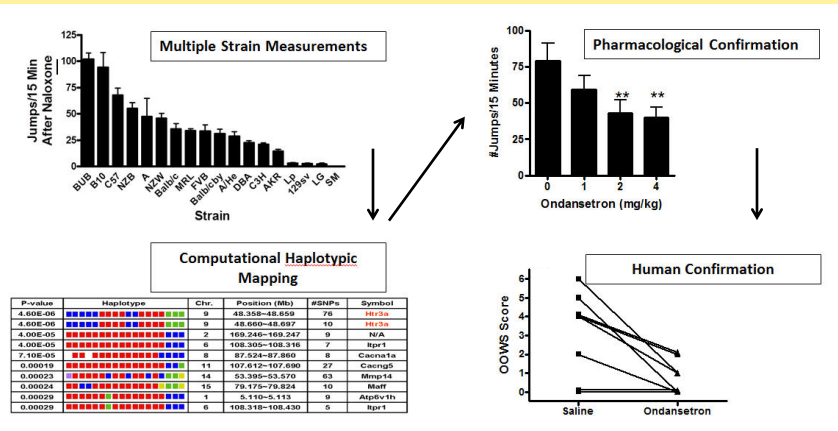 Multiple Strain Measurements
Jumps/15 Min
After Naloxone
125
100
75
50
25
0
BUB B10 C57 NZB A NZW Balb/c MRL FVB Balb/cby A/He DBA C3H AKR Lp 129sv LG SM
Strain
Pharmacological Confirmation
#Jumps/15 Minutes
100
75
50
25
0
** **
0 1 2 4
Ondansetron (mg/kg)
Computational Haplotypic
Mapping
P-value Haplotype Chr. Position (Mb) #SNPs Symbol
4.60E-06 9 48.358~48.659 76 Htr3a
4.60E-06 9 48.660~48.697 10 Htr3a
4.00E-05 2 169.246~169.247 9 N/A
4.00E-05 6 108.305~108.316 7 Itpr1
7.10E-05 8 87.524~87.860 8 Cacna1a
0.00019 11 107.612~107.690 27 Cacng5
0.00023 14 53.395~53.570 63 Mmp14
0.00024 15 79.175~79.824 10 Maff
0.00029 1 5.110~5.113 9 Atp6v1h
0.00029 6 108.318~108.430 5 Itpr1
Human Confirmation
OOWS Score
6
5
4
3
2
1
0
Saline Ondansetron